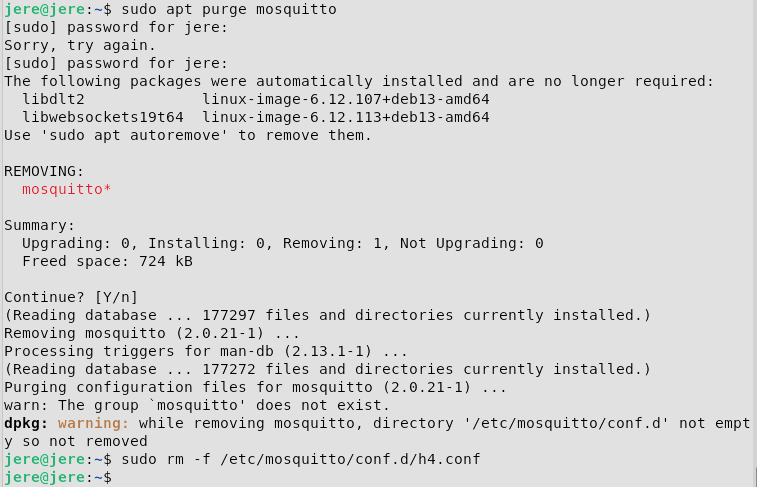 jere@jere:~$ sudo apt purge mosquitto
[sudo] password for jere:
Sorry, try again.
[sudo] password for jere:
The following packages were automatically installed and are no longer required:
  libdlt2             linux-image-6.12.107+deb13-amd64
  libwebsockets19t64  linux-image-6.12.113+deb13-amd64
Use 'sudo apt autoremove' to remove them.

REMOVING:
  mosquitto*

Summary:
  Upgrading: 0, Installing: 0, Removing: 1, Not Upgrading: 0
  Freed space: 724 kB

Continue? [Y/n]
(Reading database ... 177297 files and directories currently installed.)
Removing mosquitto (2.0.21-1) ...
Processing triggers for man-db (2.13.1-1) ...
(Reading database ... 177272 files and directories currently installed.)
Purging configuration files for mosquitto (2.0.21-1) ...
warn: The group `mosquitto' does not exist.
dpkg: warning: while removing mosquitto, directory '/etc/mosquitto/conf.d' not empt
y so not removed
jere@jere:~$ sudo rm -f /etc/mosquitto/conf.d/h4.conf
jere@jere:~$